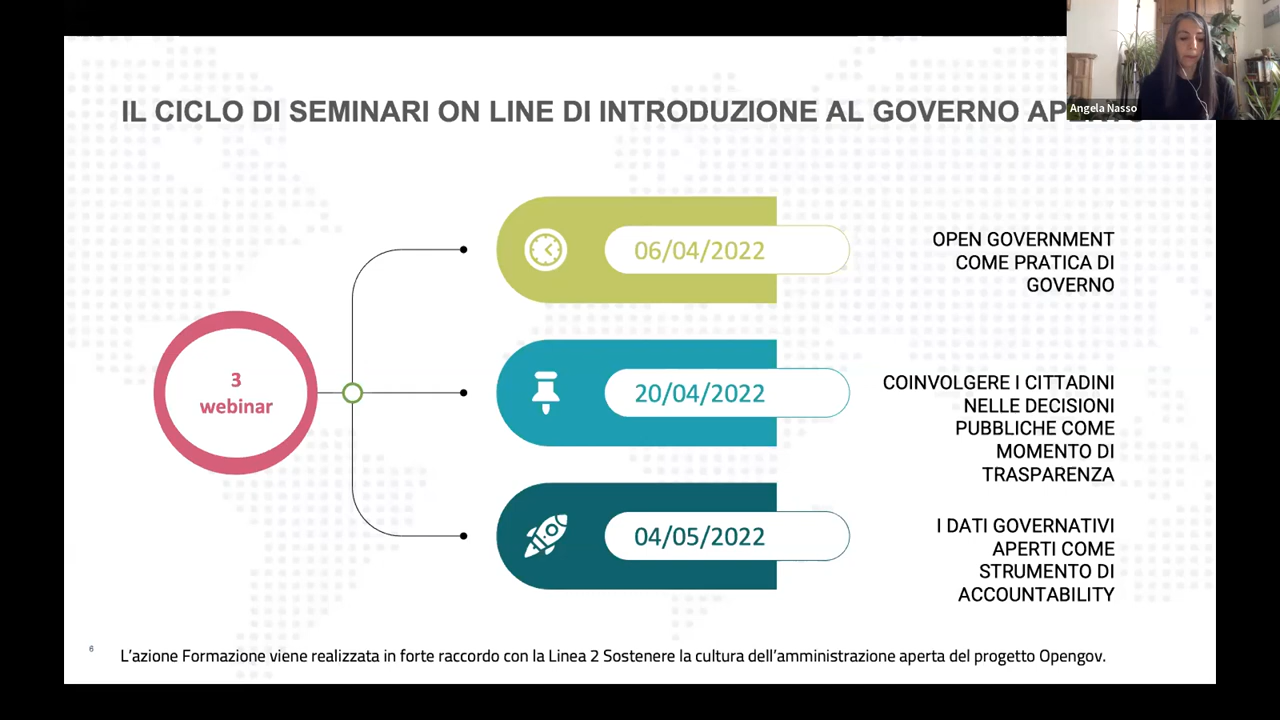 Angela Nasso
IL CICLO DI SEMINARI ON LINE DI INTRODUZIONE AL GOVERNO
3
webinar
06/04/2022
OPEN GOVERNMENT
COME PRATICA DI
GOVERNO
20/04/2022
COINVOLGERE I CITTADINI
NELLE DECISIONI
PUBBLICHE COME
MOMENTO DI
TRASPARENZA
04/05/2022
I DATI GOVERNATIVI
APERTI COME
STRUMENTO DI
ACCOUNTABILITY
6
L’azione Formazione viene realizzata in forte raccordo con la Linea 2 Sostenere la cultura dell’amministrazione aperta del progetto Opengov.